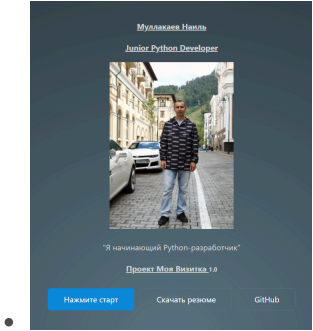 Муллакаев Наиль
Junior Python Developer
"Я начинающий Python-разработчик"
Проект Моя Визитка 1.0
Нажмите старт Скачать резюме GitHub